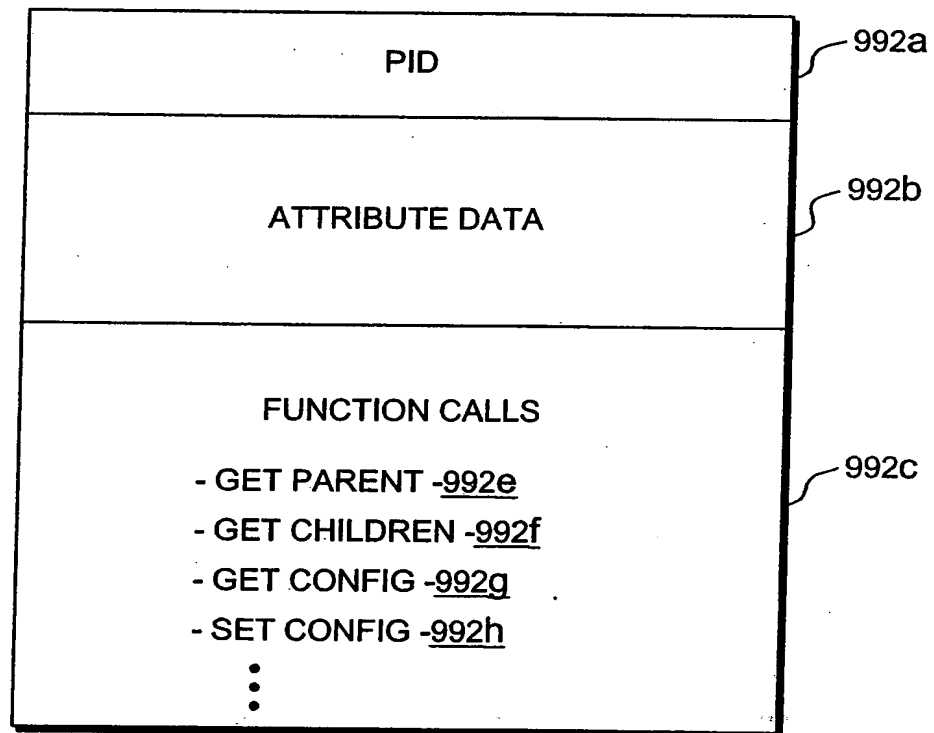 PID
992a
ATTRIBUTE DATA
992b
FUNCTION CALLS
992c
- GET PARENT -992e
- GET CHILDREN -992f
- GET CONFIG -992g
- SET CONFIG -992h